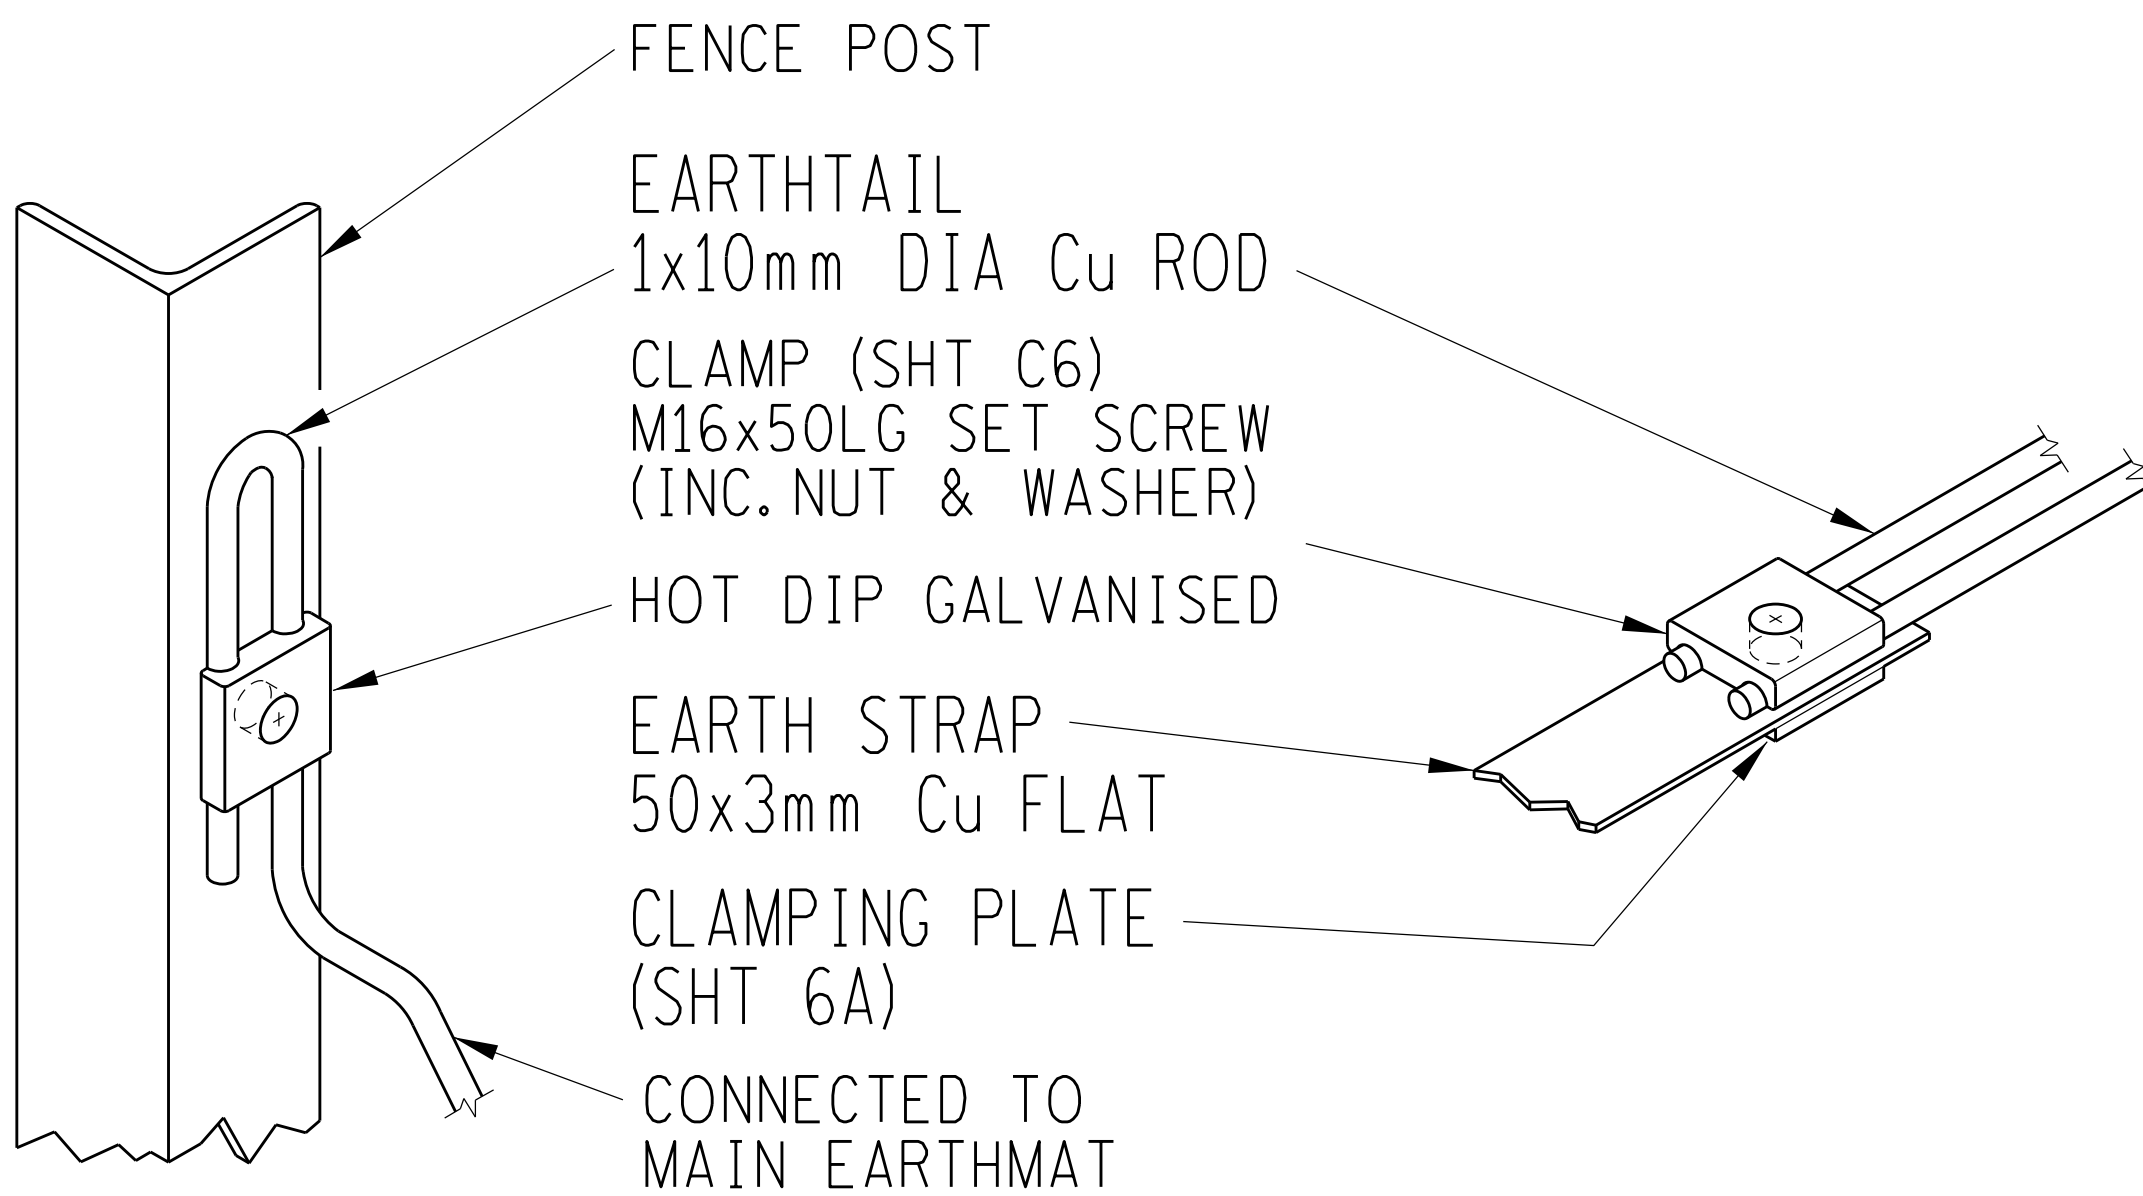 FENCE POST
EARTHTAIL
1x10mm DIA Cu ROD
CLAMP (SHT C6)
M16x50LG SET SCREW
(INC. NUT & WASHER)
HOT DIP GALVANISED
EARTH STRAP
50x3mm Cu FLAT
CLAMPING PLATE
(SHT 6A)
CONNECTED TO
MAIN EARTHMAT